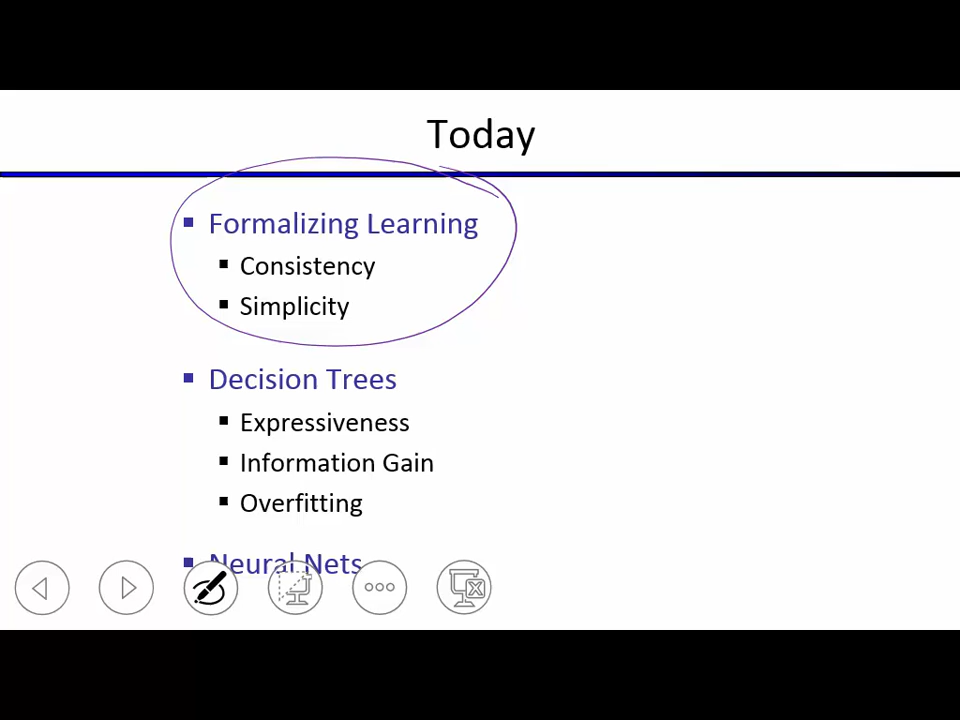 Today
Formalizing Learning
Consistency
Simplicity
Decision Trees
Expressiveness
Information Gain
Overfitting
Neural Nets